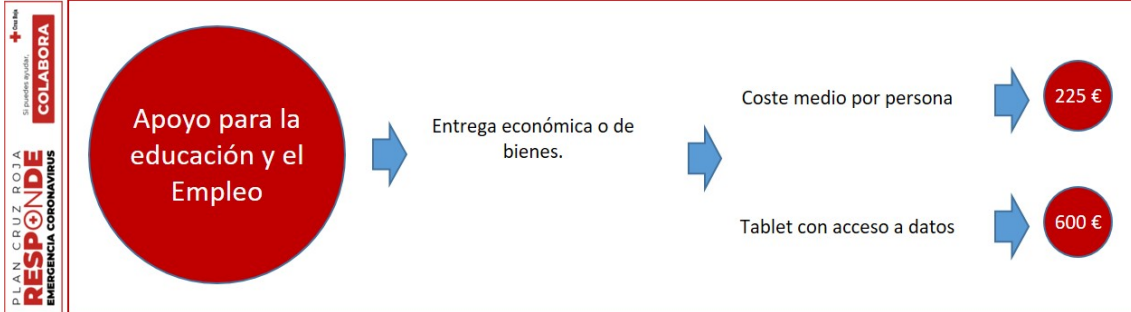 PLAN CRUZ ROJA
RESPONDE
EMERGENCIA CORONAVIRUS
Cruz Roja
Si puedes ayudar,
COLABORA
Apoyo para la
educación y el
Empleo
Entrega económica o de
bienes.
Coste medio por persona
225 €
Tablet con acceso a datos
600 €